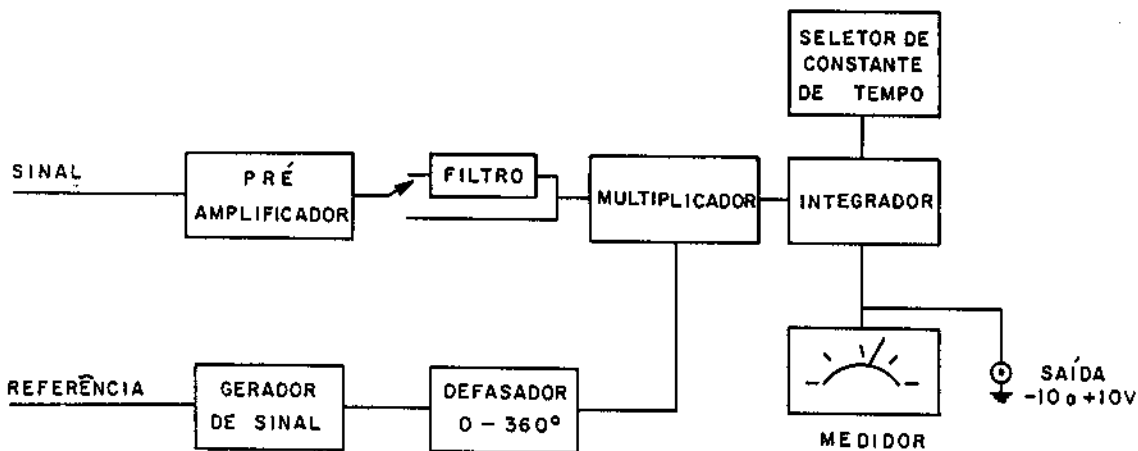 SELETOR DE
CONSTANTE
DE TEMPO
SINAL
PRÉ
AMPLIFICADOR
FILTRO
MULTIPLICADOR
INTEGRADOR
REFERÊNCIA
GERADOR
DE SINAL
DEFASADOR
0 - 360°
MEDIDOR
SAÍDA
-10 a +10V